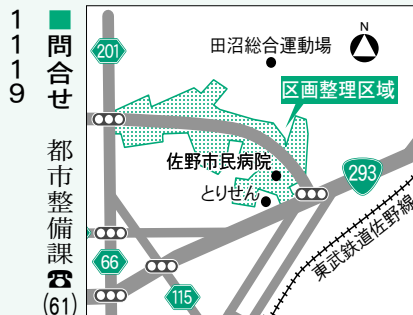 ■問合せ 都市整備課☎(61)
1119
201
田沼総合運動場
N
区画整理区域
佐野市民病院
とりせん
293
東武鉄道佐野線
66
115